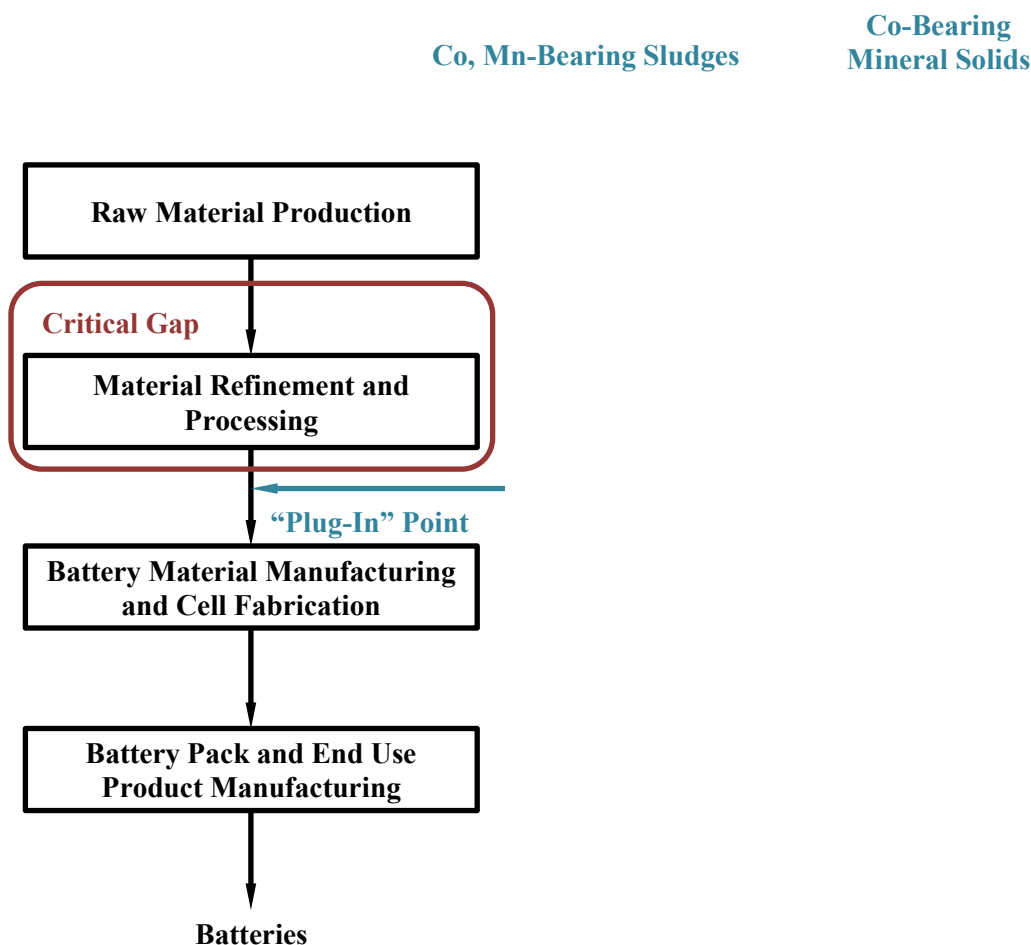 Co, Mn-Bearing Sludges
Co-Bearing
Mineral Solids
Raw Material Production
Critical Gap
Material Refinement and
Processing
“Plug-In” Point
Battery Material Manufacturing
and Cell Fabrication
Battery Pack and End Use
Product Manufacturing
Batteries